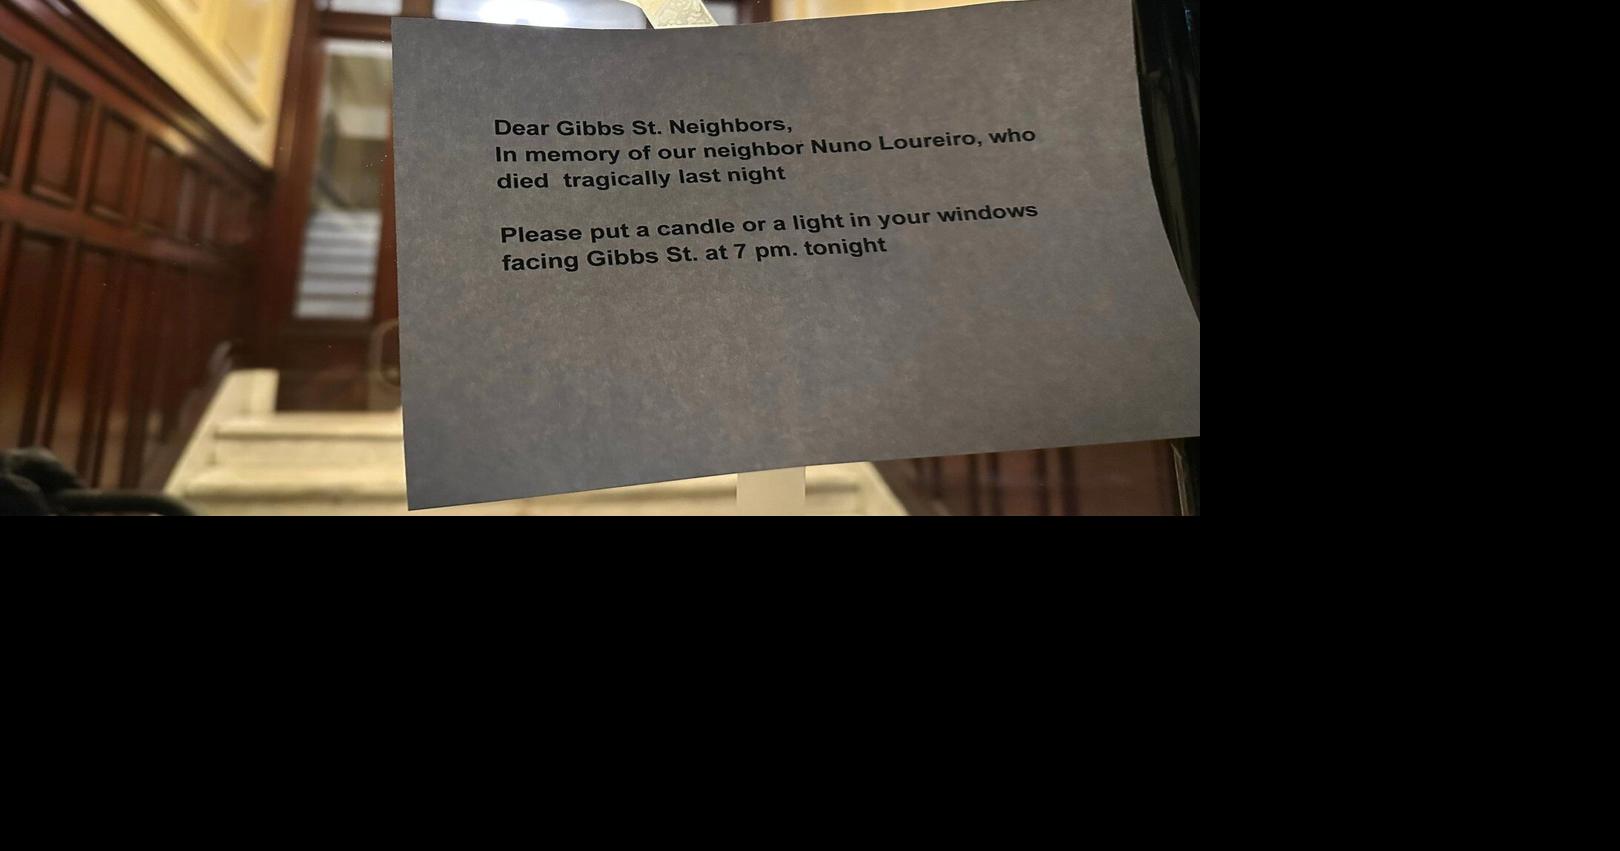 Dear Gibbs St. Neighbors,
In memory of our neighbor Nuno Loureiro, who
died  tragically last night
Please put a candle or a light in your windows
facing Gibbs St. at 7 pm. tonight